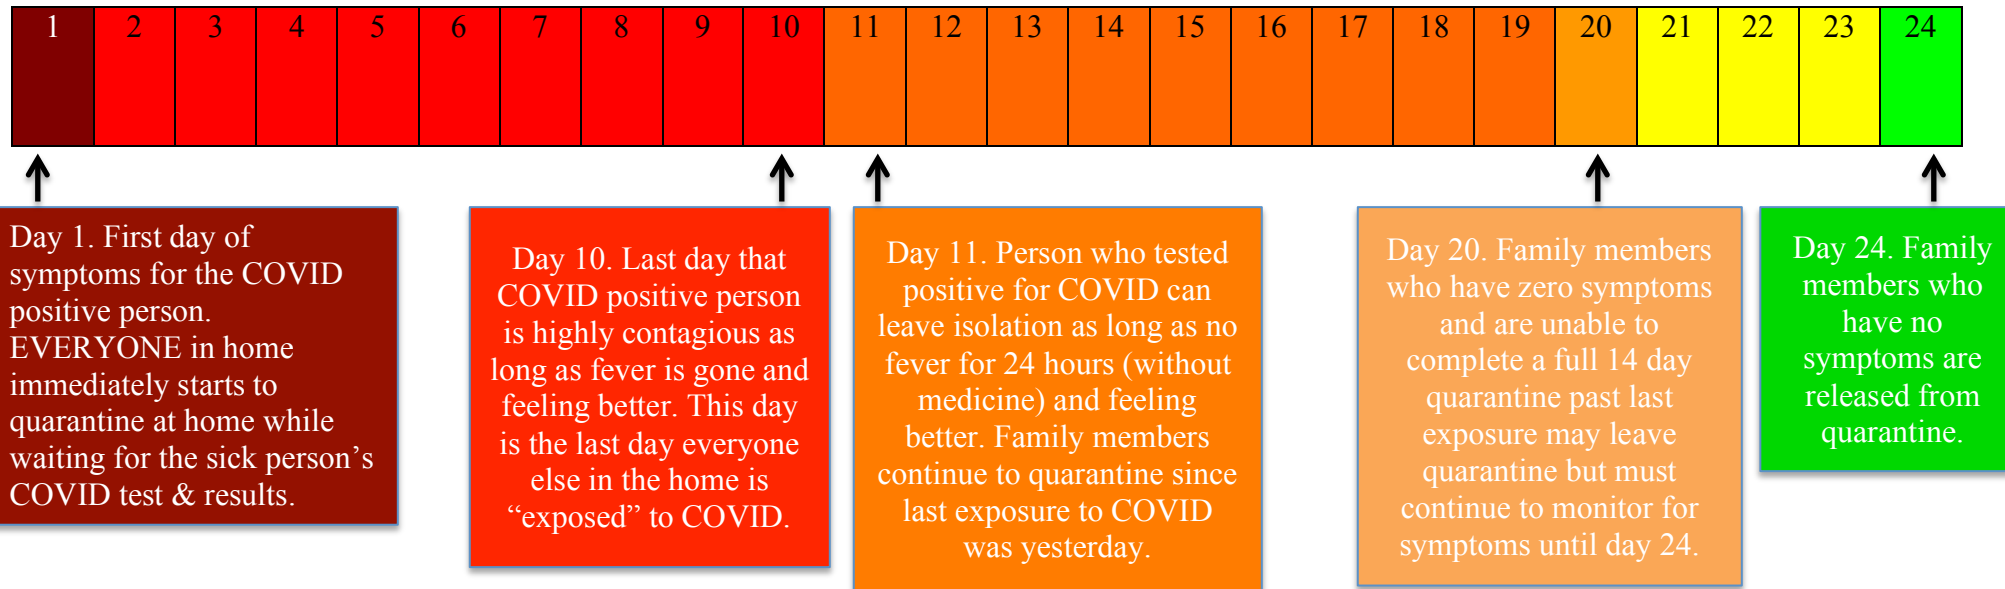 1 2 3 4 5 6 7 8 9 10 11 12 13 14 15 16 17 18 19 20 21 22 23 24
Day 1. First day of
symptoms for the COVID
positive person.
EVERYONE in home
immediately starts to
quarantine at home while
waiting for the sick person’s
COVID test & results.
Day 10. Last day that
COVID positive person
is highly contagious as
long as fever is gone and
feeling better. This day
is the last day everyone
else in the home is
“exposed” to COVID.
Day 11. Person who tested
positive for COVID can
leave isolation as long as no
fever for 24 hours (without
medicine) and feeling
better. Family members
continue to quarantine since
last exposure to COVID
was yesterday.
Day 20. Family members
who have zero symptoms
and are unable to
complete a full 14 day
quarantine past last
exposure may leave
quarantine but must
continue to monitor for
symptoms until day 24.
Day 24. Family
members who
have no
symptoms are
released from
quarantine.